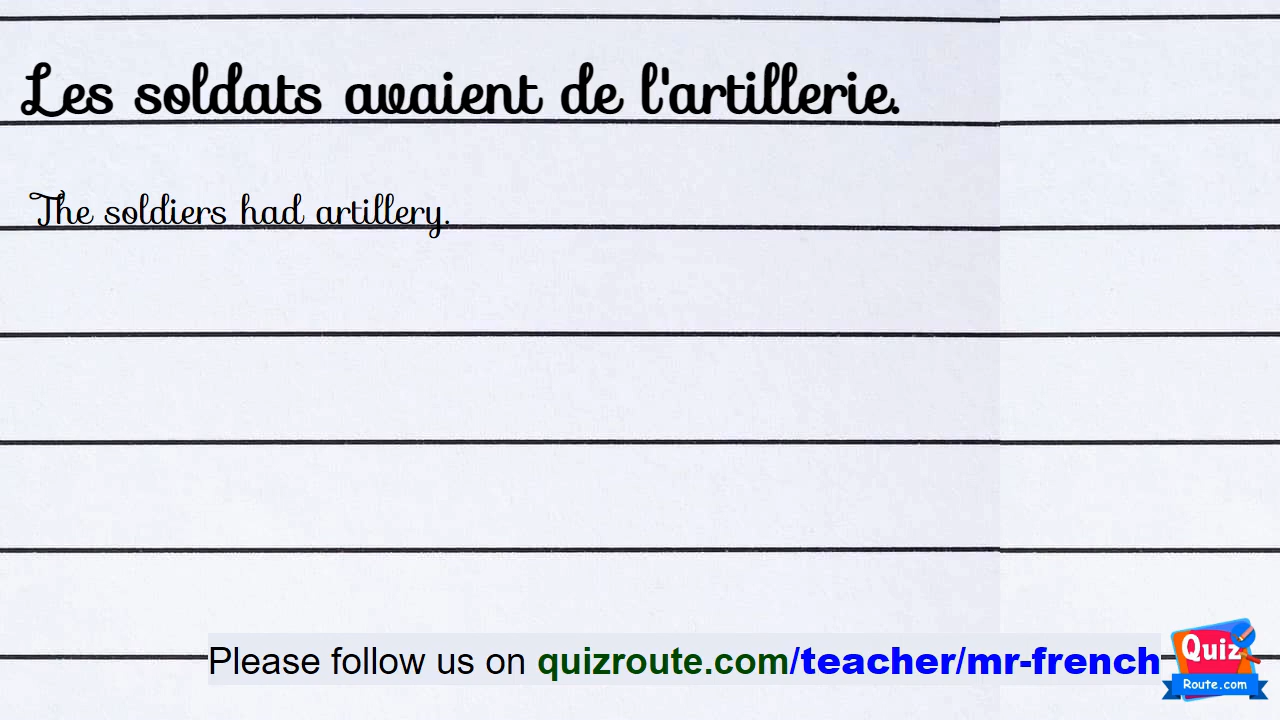 Les soldats avaient de l'artillerie.
The soldiers had artillery.
Please follow us on quizroute.com/teacher/mr-french
Quiz
Route.com